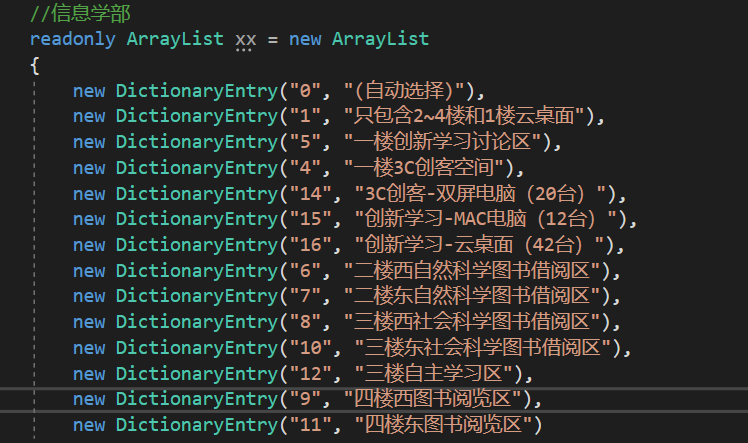 //信息学部
readonly ArrayList xx = new ArrayList
{
new DictionaryEntry("0", "(自动选择)"),
new DictionaryEntry("1", "只包含2~4楼和1楼云桌面"),
new DictionaryEntry("5", "一楼创新学习讨论区"),
new DictionaryEntry("4", "一楼3C创客空间"),
new DictionaryEntry("14", "3C创客-双屏电脑（20台）"),
new DictionaryEntry("15", "创新学习-MAC电脑（12台）"),
new DictionaryEntry("16", "创新学习-云桌面（42台）"),
new DictionaryEntry("6", "二楼西自然科学图书借阅区"),
new DictionaryEntry("7", "二楼东自然科学图书借阅区"),
new DictionaryEntry("8", "三楼西社会科学图书借阅区"),
new DictionaryEntry("10", "三楼东社会科学图书借阅区"),
new DictionaryEntry("12", "三楼自主学习区"),
new DictionaryEntry("9", "四楼西图书阅览区"),
new DictionaryEntry("11", "四楼东图书阅览区")